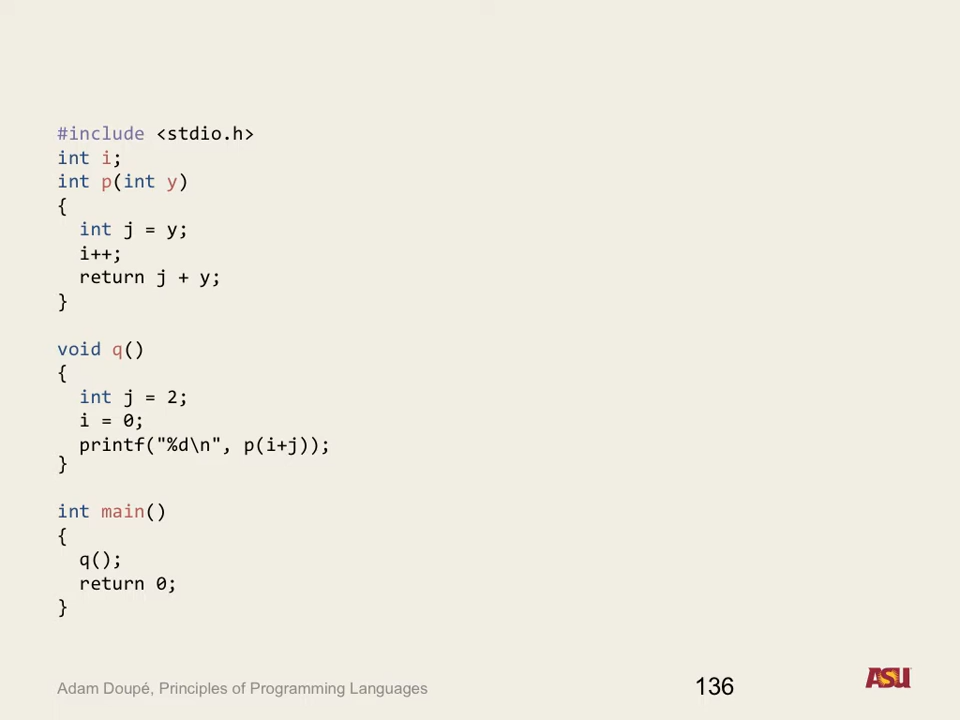 #include <stdio.h>
int i;
int p(int y)
{
  int j = y;
  i++;
  return j + y;
}

void q()
{
  int j = 2;
  i = 0;
  printf("%d\n", p(i+j));
}

int main()
{
  q();
  return 0;
}
Adam Doupé, Principles of Programming Languages
136
ASU